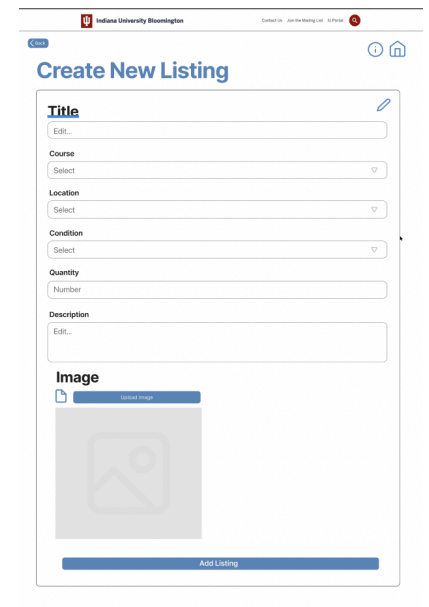 Indiana University Bloomington
Contact Us Join the Mailing List IU Portal
Back
Create New Listing
Title
Edit...
Course
Select
Location
Select
Condition
Select
Quantity
Number
Description
Edit...
Image
Upload Image
Add Listing